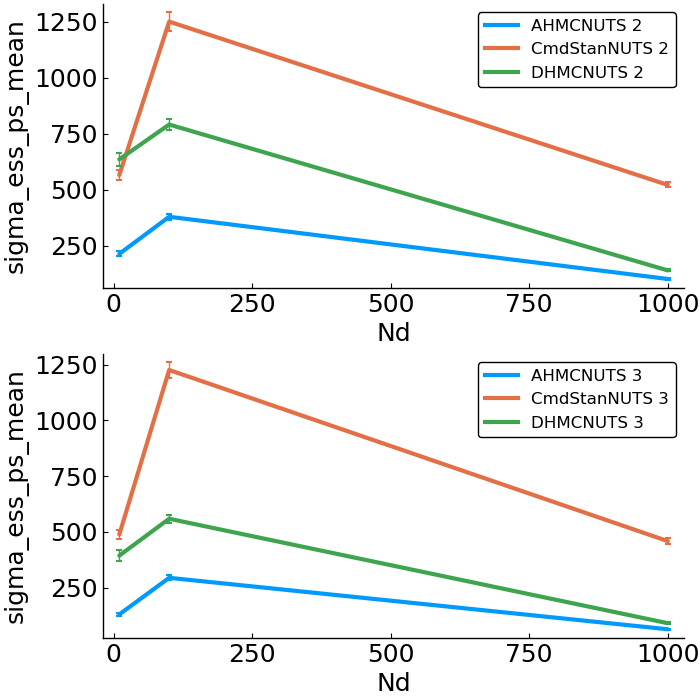 sigma_ess_ps_mean
1250
1000
750
500
250
0 250 500 750 1000
Nd
AHMCNUTS 2
CmdStanNUTS 2
DHMCNUTS 2
sigma_ess_ps_mean
1250
1000
750
500
250
0 250 500 750 1000
Nd
AHMCNUTS 3
CmdStanNUTS 3
DHMCNUTS 3